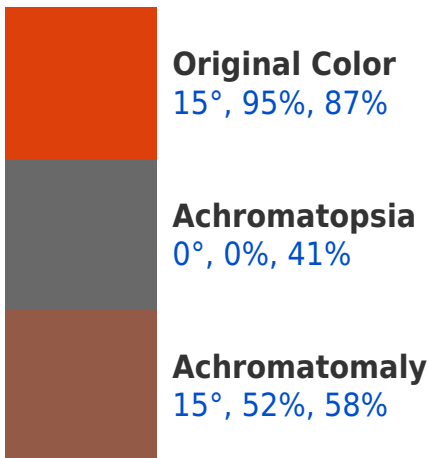 Original Color
15°, 95%, 87%
Achromatopsia
0°, 0%, 41%
Achromatomaly
15°, 52%, 58%